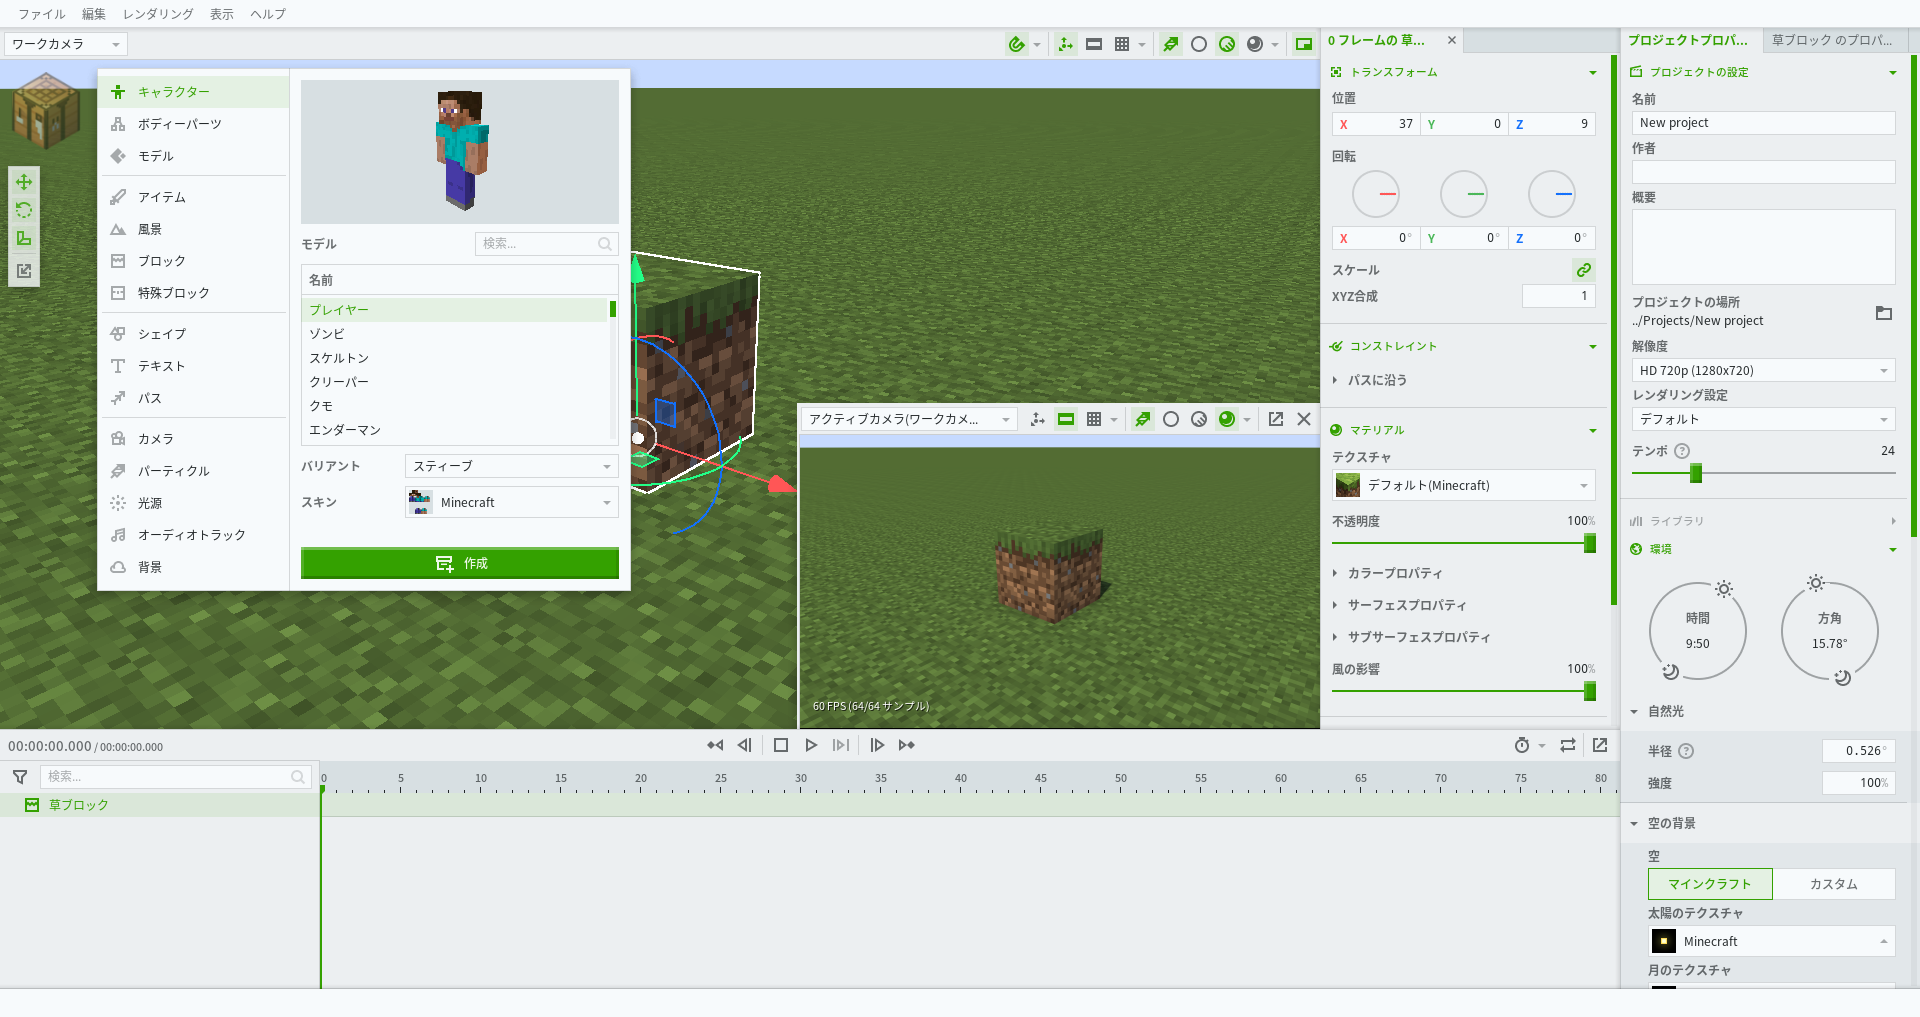 ファイル 編集 レンダリング 表示 ヘルプ
ワークカメラ
キャラクター
ボディーパーツ
モデル
アイテム
風景
ブロック
特殊ブロック
シェイプ
テキスト
パス
カメラ
パーティクル
光源
オーディオトラック
背景
モデル 検索...
名前
プレイヤー
ゾンビ
スケルトン
クリーパー
クモ
エンダーマン
バリアント スティーブ
スキン Minecraft
作成
アクティブカメラ(ワークカメ...
60 FPS (64/64 サンプル)
0 フレームの 草...
トランスフォーム
位置
X 37 Y 0 Z 9
回転
X 0° Y 0° Z 0°
スケール
XYZ合成 1
コンストレイント
パスに沿う
マテリアル
テクスチャ
デフォルト(Minecraft)
不透明度 100%
カラープロパティ
サーフェスプロパティ
サブサーフェスプロパティ
風の影響 100%
プロジェクトプロパ... 草ブロック のプロパ...
プロジェクトの設定
名前
New project
作者
概要
プロジェクトの場所
../Projects/New project
解像度
HD 720p (1280x720)
レンダリング設定
デフォルト
テンポ ? 24
ライブラリ
環境
時間 方角
9:50 15.78°
自然光
半径 ? 0.526°
強度 100%
空の背景
空
マインクラフト カスタム
太陽のテクスチャ
Minecraft
月のテクスチャ
00:00:00.000 / 00:00:00.000
検索...
0 5 10 15 20 25 30 35 40 45 50 55 60 65 70 75 80
草ブロック